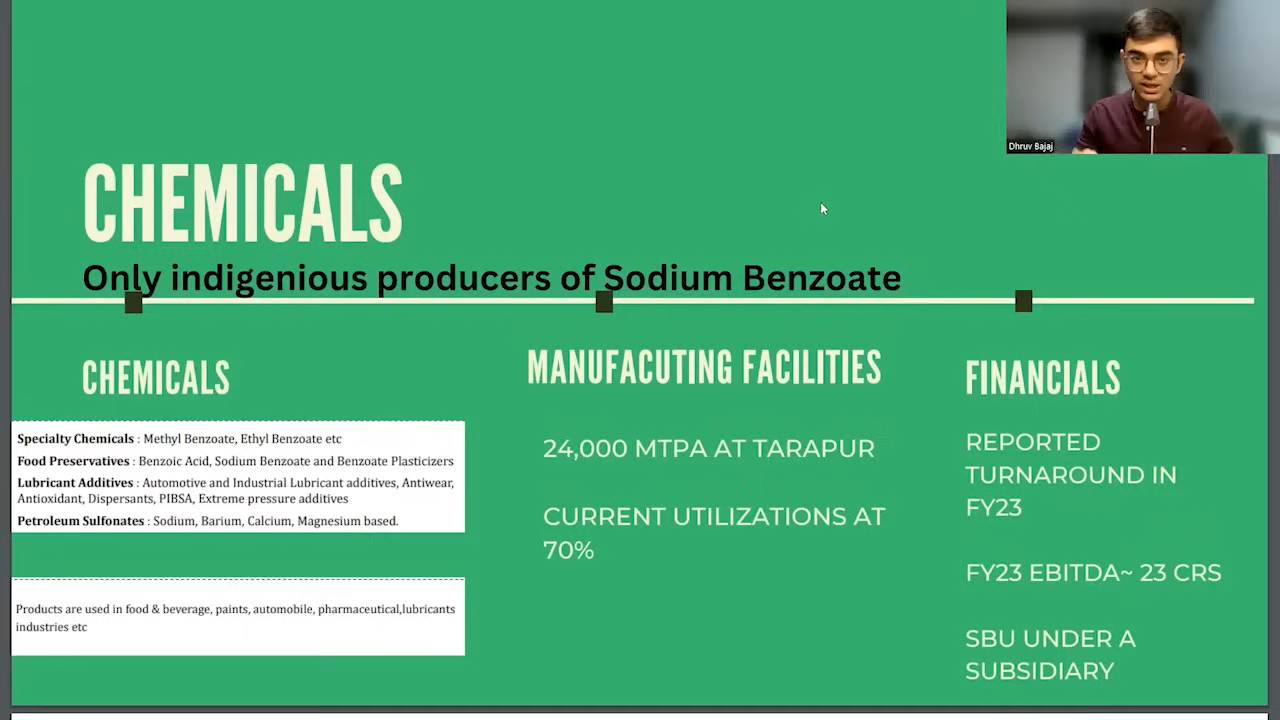 Dhruv Bajaj
CHEMICALS
Only indigenious producers of Sodium Benzoate
CHEMICALS
Specialty Chemicals : Methyl Benzoate, Ethyl Benzoate etc
Food Preservatives : Benzoic Acid, Sodium Benzoate and Benzoate Plasticizers
Lubricant Additives : Automotive and Industrial Lubricant additives, Antiwear,
Antioxidant, Dispersants, PIBSA, Extreme pressure additives
Petroleum Sulfonates : Sodium, Barium, Calcium, Magnesium based.
Products are used in food & beverage, paints, automobile, pharmaceutical,lubricants
industries etc
MANUFACUTING FACILITIES
24,000 MTPA AT TARAPUR
CURRENT UTILIZATIONS AT
70%
FINANCIALS
REPORTED
TURNAROUND IN
FY23
FY23 EBITDA~ 23 CRS
SBU UNDER A
SUBSIDIARY